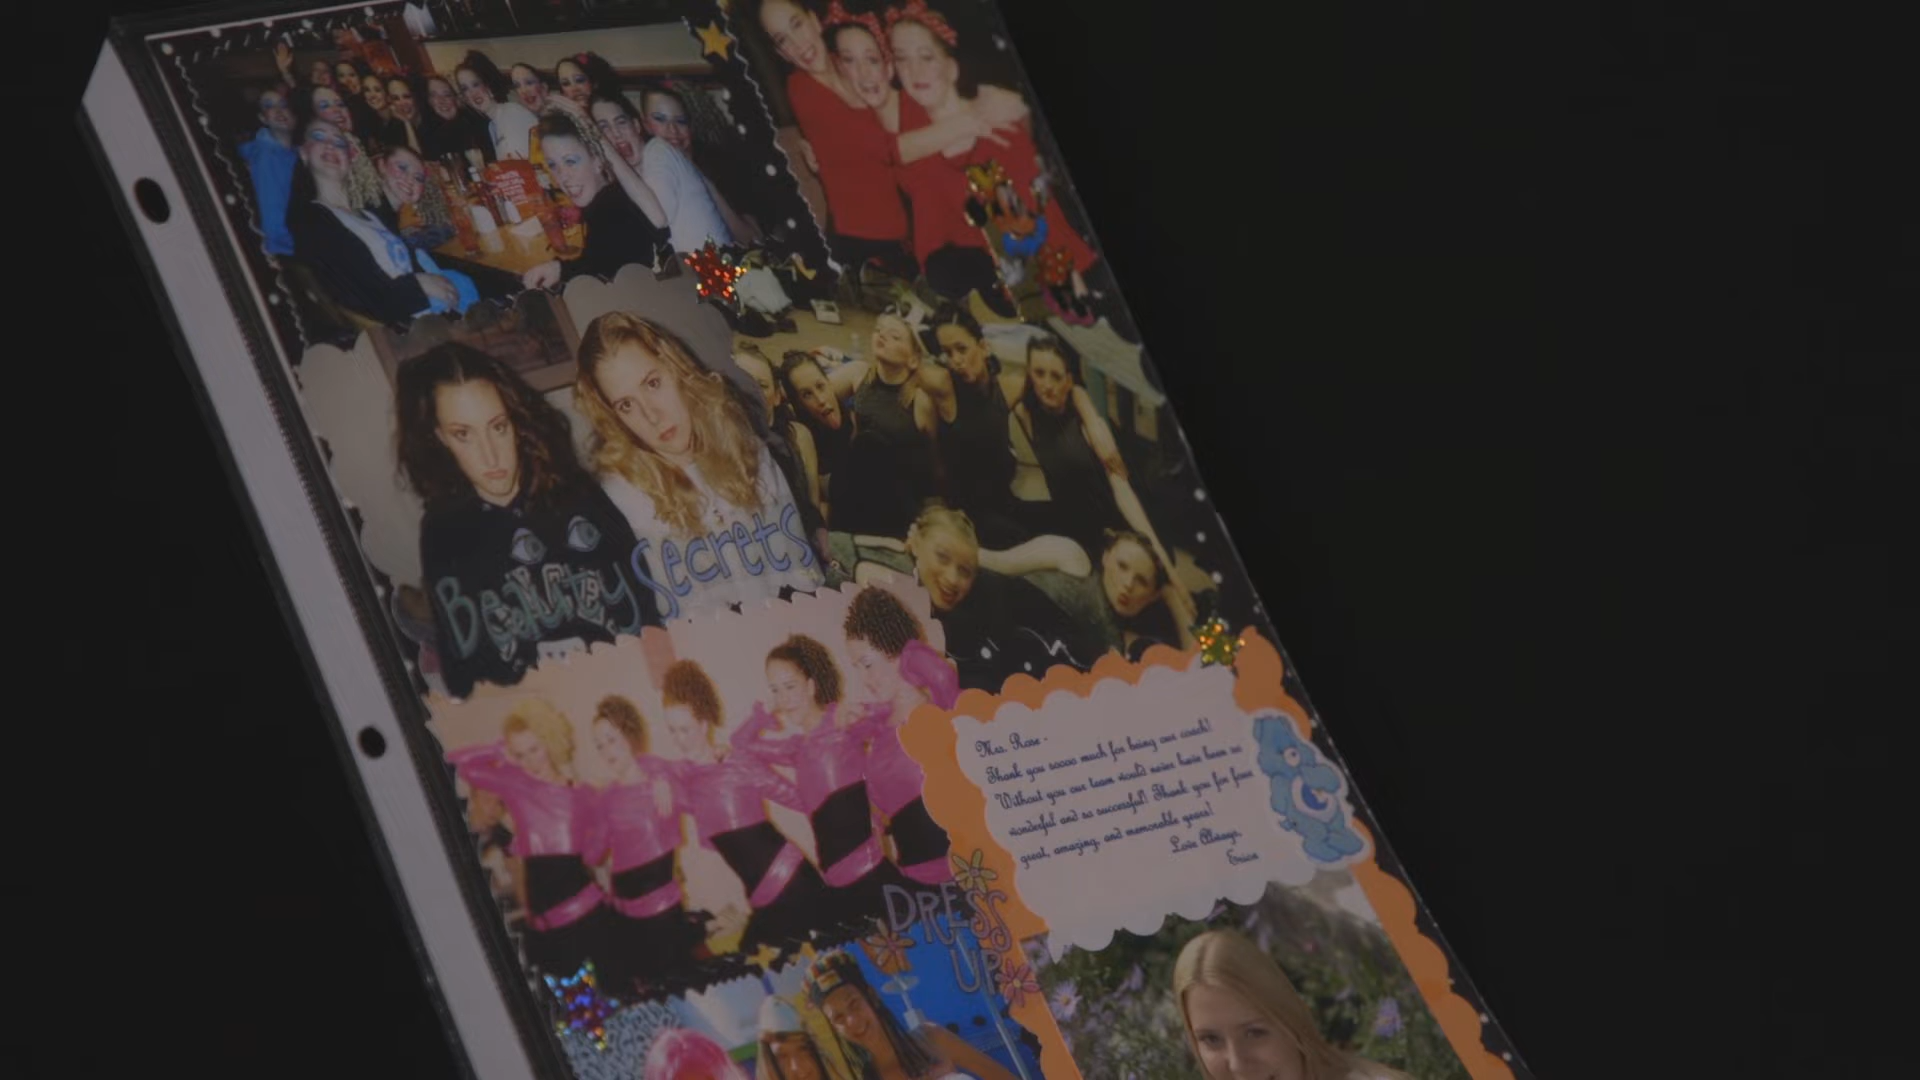 Beauty Secrets
Mrs. Rose -
Thank you soooo much for being our coach!
Without you our team would never have been so
wonderful and so successful! Thank you for four
great, amazing, and memorable years!
Love Always,
Erica
DRESS
UP